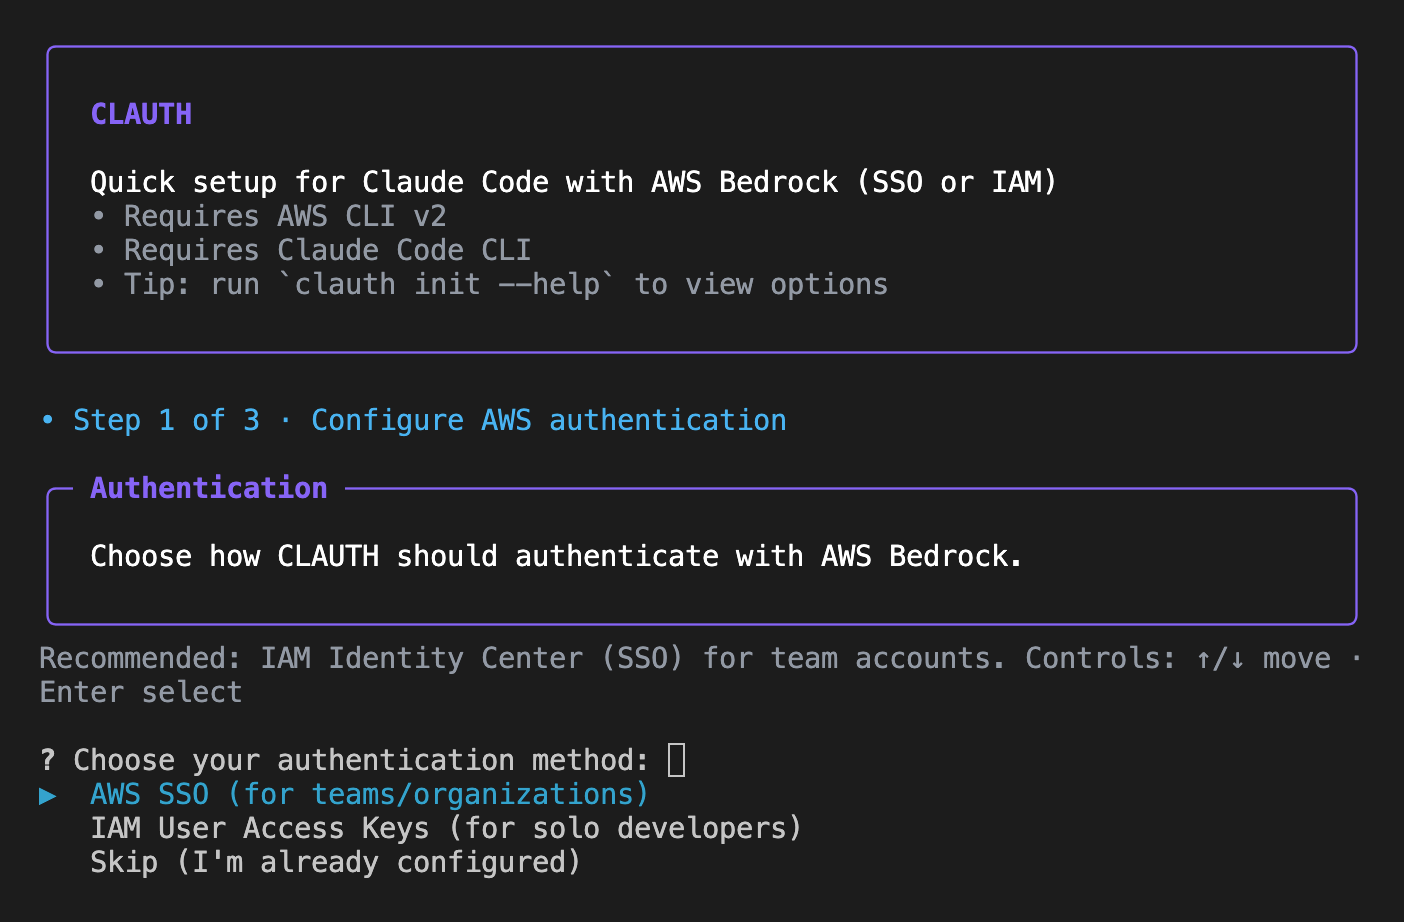 CLAUTH
Quick setup for Claude Code with AWS Bedrock (SSO or IAM)
• Requires AWS CLI v2
• Requires Claude Code CLI
• Tip: run `clauth init --help` to view options
• Step 1 of 3 · Configure AWS authentication
Authentication
Choose how CLAUTH should authenticate with AWS Bedrock.
Recommended: IAM Identity Center (SSO) for team accounts. Controls: ↑/↓ move ·
Enter select
? Choose your authentication method:
▶ AWS SSO (for teams/organizations)
IAM User Access Keys (for solo developers)
Skip (I'm already configured)